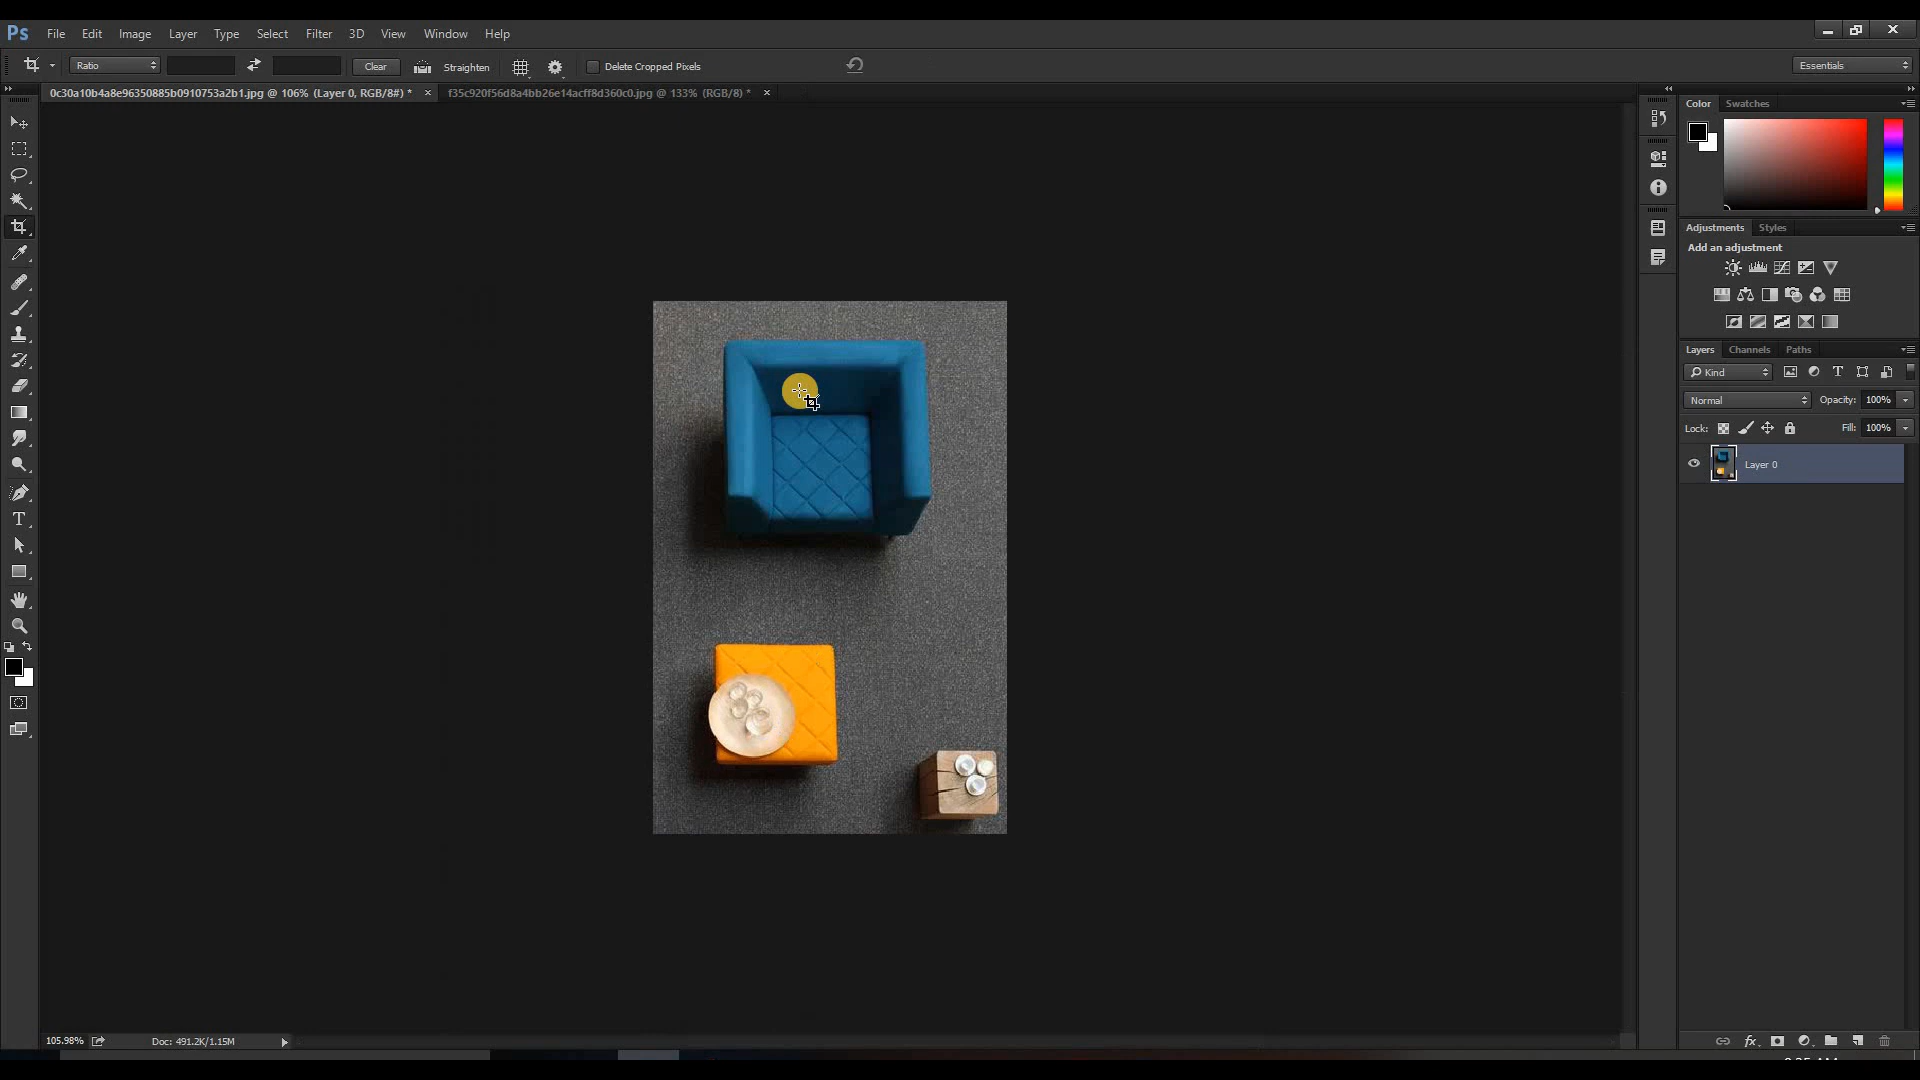 Ps File Edit Image Layer Type Select Filter 3D View Window Help
Ratio Clear Straighten Delete Cropped Pixels Essentials
0c30a10b4a8e96350885b0910753a2b1.jpg @ 106% (Layer 0, RGB/8#) * × f35c920f56d8a4bb26e14acff8d360c0.jpg @ 133% (RGB/8) * ×
Color Swatches
Adjustments Styles
Add an adjustment
Layers Channels Paths
Kind
Normal Opacity: 100%
Lock: Fill: 100%
Layer 0
105.98% Doc: 491.2K/1.15M